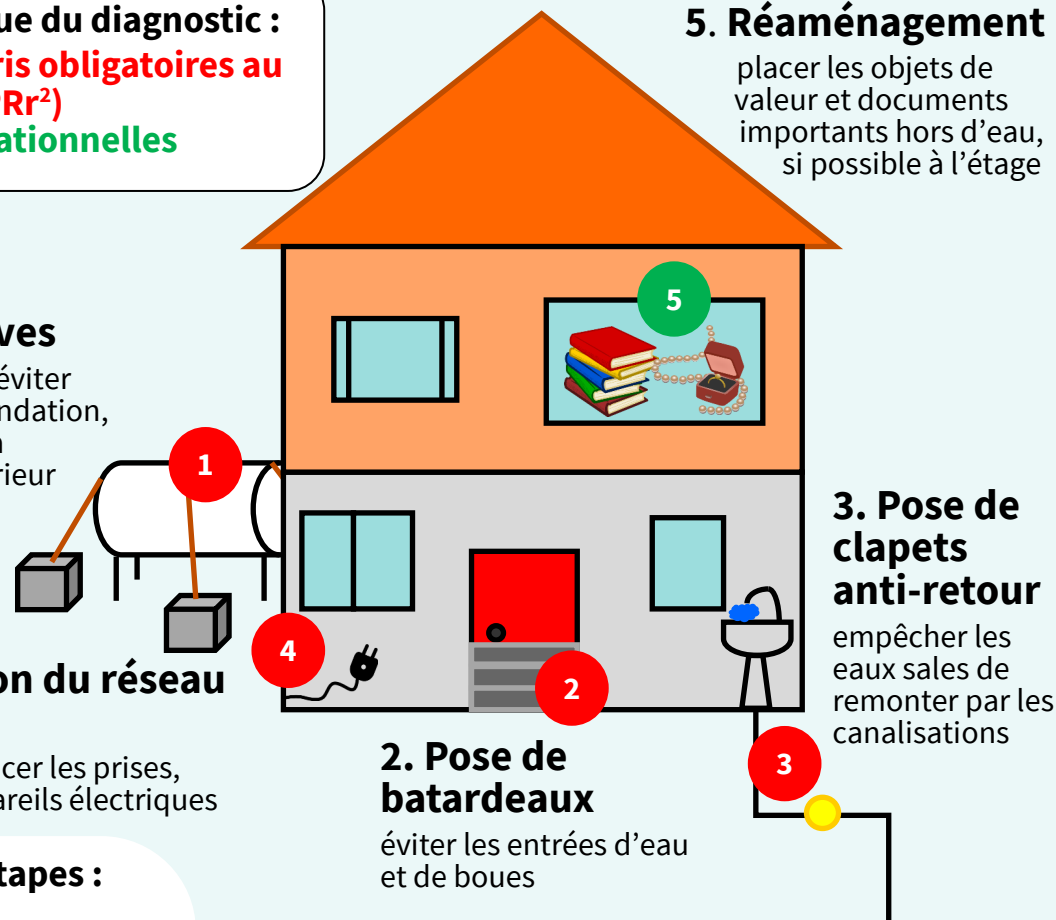 ue du diagnostic :
ris obligatoires au
Rr²)
ationnelles
5. Réaménagement
placer les objets de
valeur et documents
importants hors d’eau,
si possible à l’étage
5
ves
éviter
ndation,
rieur
1
3. Pose de
clapets
anti-retour
empêcher les
eaux sales de
remonter par les
canalisations
4
on du réseau
cer les prises,
areils électriques
2
2. Pose de
batardeaux
éviter les entrées d’eau
et de boues
3
tapes :